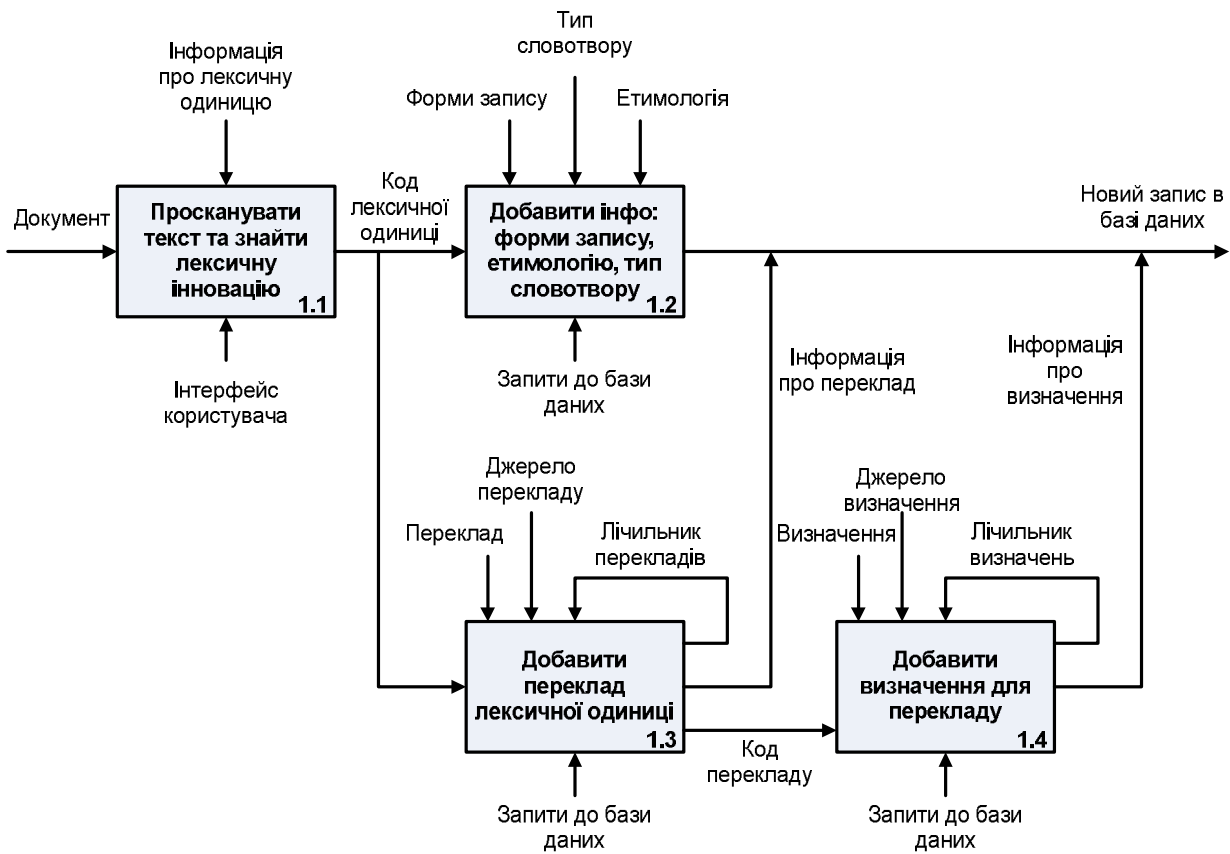 Тип
словотвору
Інформація
про лексичну
одиницю
Форми запису
Етимологія
Документ
Просканувати
текст та знайти
лексичну
інновацію
1.1
Код
лексичної
одиниці
Добавити інфо:
форми запису,
етимологію, тип
словотвору
1.2
Новий запис в
базі даних
Інтерфейс
користувача
Запити до бази
даних
Інформація
про переклад
Інформація
про
визначення
Джерело
перекладу
Переклад
Лічильник
перекладів
Джерело
визначення
Визначення
Лічильник
визначень
Добавити
переклад
лексичної одиниці
1.3
Код
перекладу
Добавити
визначення для
перекладу
1.4
Запити до бази
даних
Запити до бази
даних